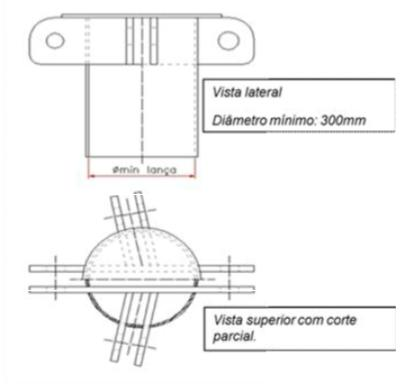 Vista lateral
Diâmetro mínimo: 300mm
Ømin lança
Vista superior com corte
parcial.